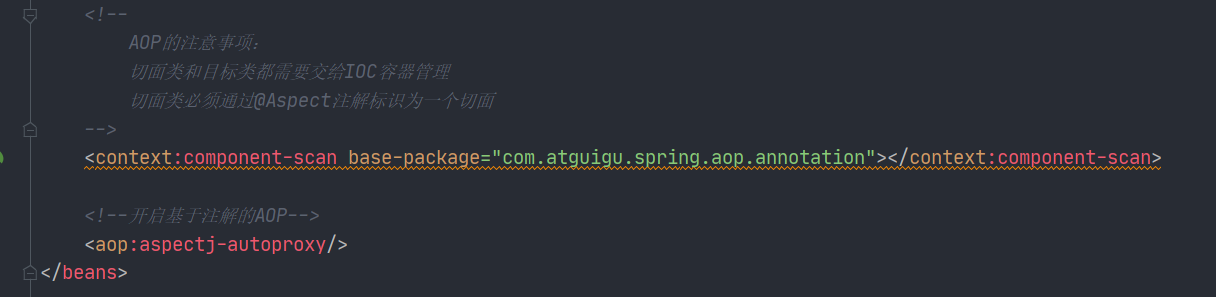 <!--
AOP的注意事项:
切面类和目标类都需要交给IOC容器管理
切面类必须通过@Aspect注解标识为一个切面
-->
<context:component-scan base-package="com.atguigu.spring.aop.annotation"></context:component-scan>
<!--开启基于注解的AOP-->
<aop:aspectj-autoproxy/>
</beans>